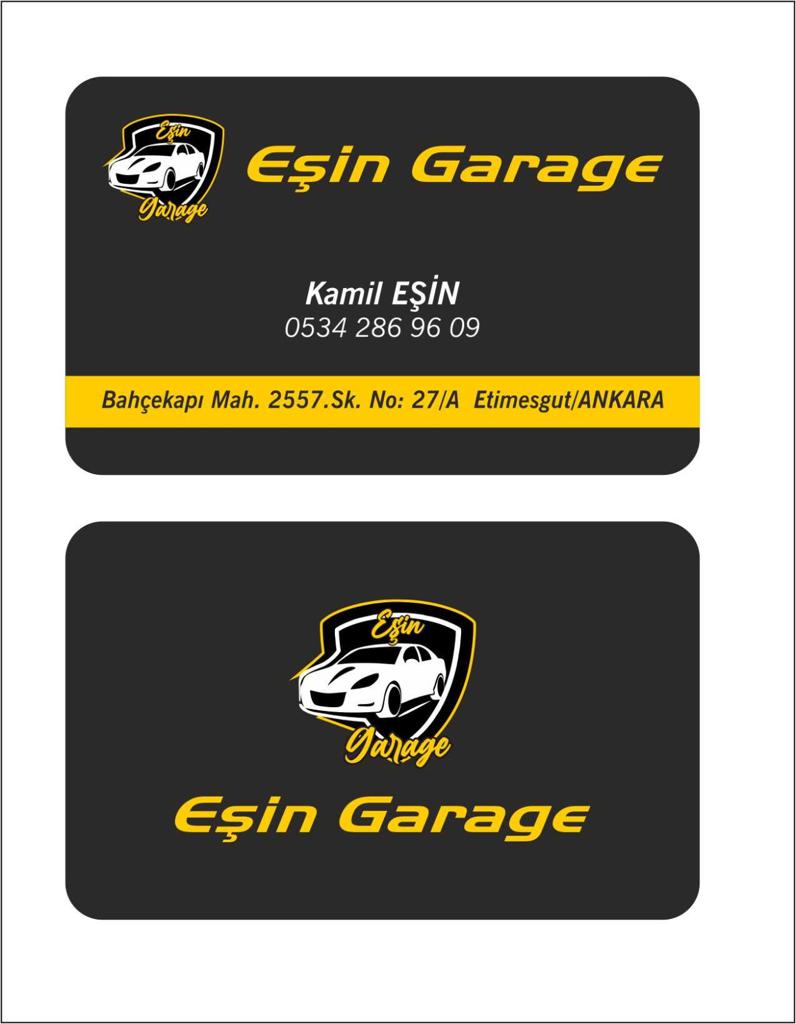 Eşin
Garage
Eşin Garage
Kamil EŞİN
0534 286 96 09
Bahçekapı Mah. 2557.Sk. No: 27/A Etimesgut/ANKARA
Eşin
Garage
Eşin Garage